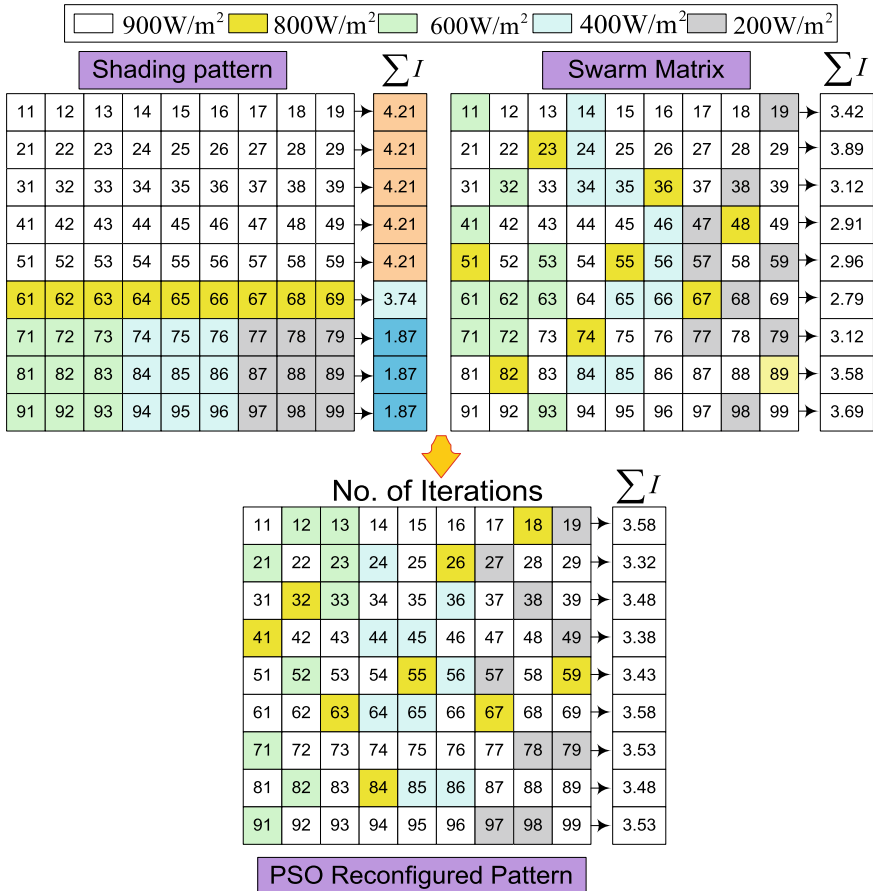 900W/m² 800W/m² 600W/m² 400W/m² 200W/m²
Shading pattern ∑I Swarm Matrix ∑I
11 12 13 14 15 16 17 18 19 4.21 11 12 13 14 15 16 17 18 19 3.42
21 22 23 24 25 26 27 28 29 4.21 21 22 23 24 25 26 27 28 29 3.89
31 32 33 34 35 36 37 38 39 4.21 31 32 33 34 35 36 37 38 39 3.12
41 42 43 44 45 46 47 48 49 4.21 41 42 43 44 45 46 47 48 49 2.91
51 52 53 54 55 56 57 58 59 4.21 51 52 53 54 55 56 57 58 59 2.96
61 62 63 64 65 66 67 68 69 3.74 61 62 63 64 65 66 67 68 69 2.79
71 72 73 74 75 76 77 78 79 1.87 71 72 73 74 75 76 77 78 79 3.12
81 82 83 84 85 86 87 88 89 1.87 81 82 83 84 85 86 87 88 89 3.58
91 92 93 94 95 96 97 98 99 1.87 91 92 93 94 95 96 97 98 99 3.69
No. of Iterations ∑I
11 12 13 14 15 16 17 18 19 3.58
21 22 23 24 25 26 27 28 29 3.32
31 32 33 34 35 36 37 38 39 3.48
41 42 43 44 45 46 47 48 49 3.38
51 52 53 54 55 56 57 58 59 3.43
61 62 63 64 65 66 67 68 69 3.58
71 72 73 74 75 76 77 78 79 3.53
81 82 83 84 85 86 87 88 89 3.48
91 92 93 94 95 96 97 98 99 3.53
PSO Reconfigured Pattern